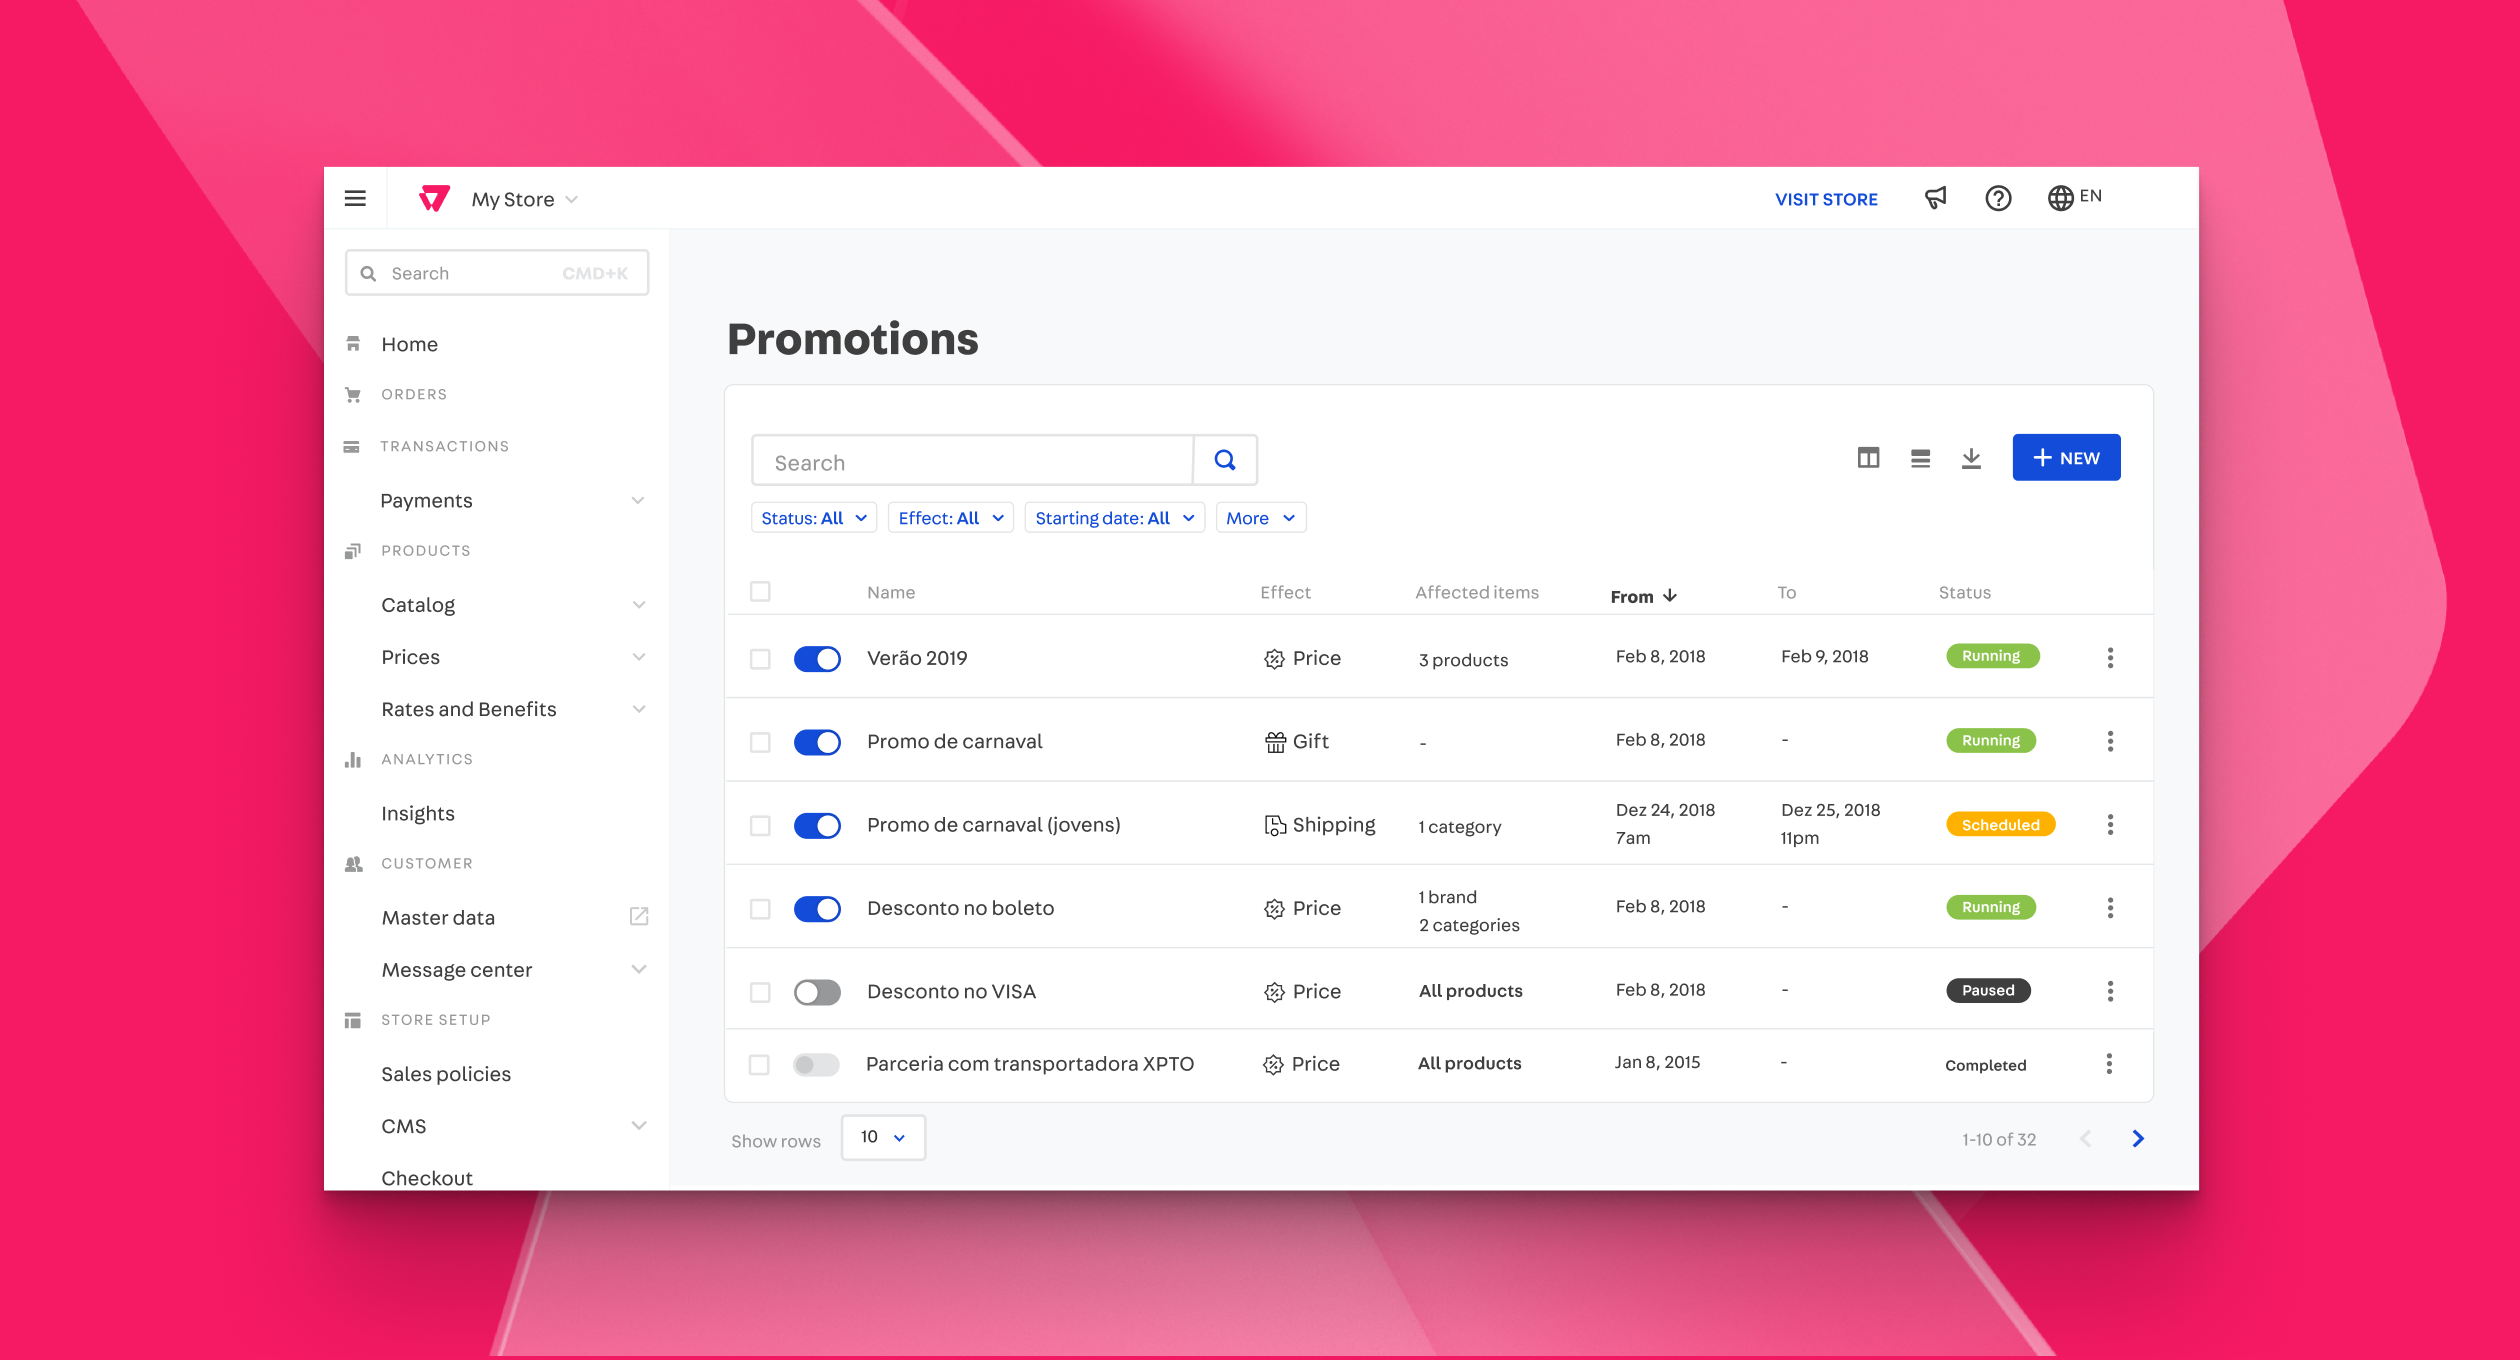 My Store
VISIT STORE
EN
Search CMD+K
Home
ORDERS
TRANSACTIONS
Payments
PRODUCTS
Catalog
Prices
Rates and Benefits
ANALYTICS
Insights
CUSTOMER
Master data
Message center
STORE SETUP
Sales policies
CMS
Checkout
Promotions
Search
+ NEW
Status: All
Effect: All
Starting date: All
More
Name Effect Affected items From To Status
Verão 2019 Price 3 products Feb 8, 2018 Feb 9, 2018 Running
Promo de carnaval Gift - Feb 8, 2018 - Running
Promo de carnaval (jovens) Shipping 1 category Dez 24, 2018 Dez 25, 2018 Scheduled
7am 11pm
Desconto no boleto Price 1 brand Feb 8, 2018 - Running
2 categories
Desconto no VISA Price All products Feb 8, 2018 - Paused
Parceria com transportadora XPTO Price All products Jan 8, 2015 - Completed
Show rows 10 1-10 of 32